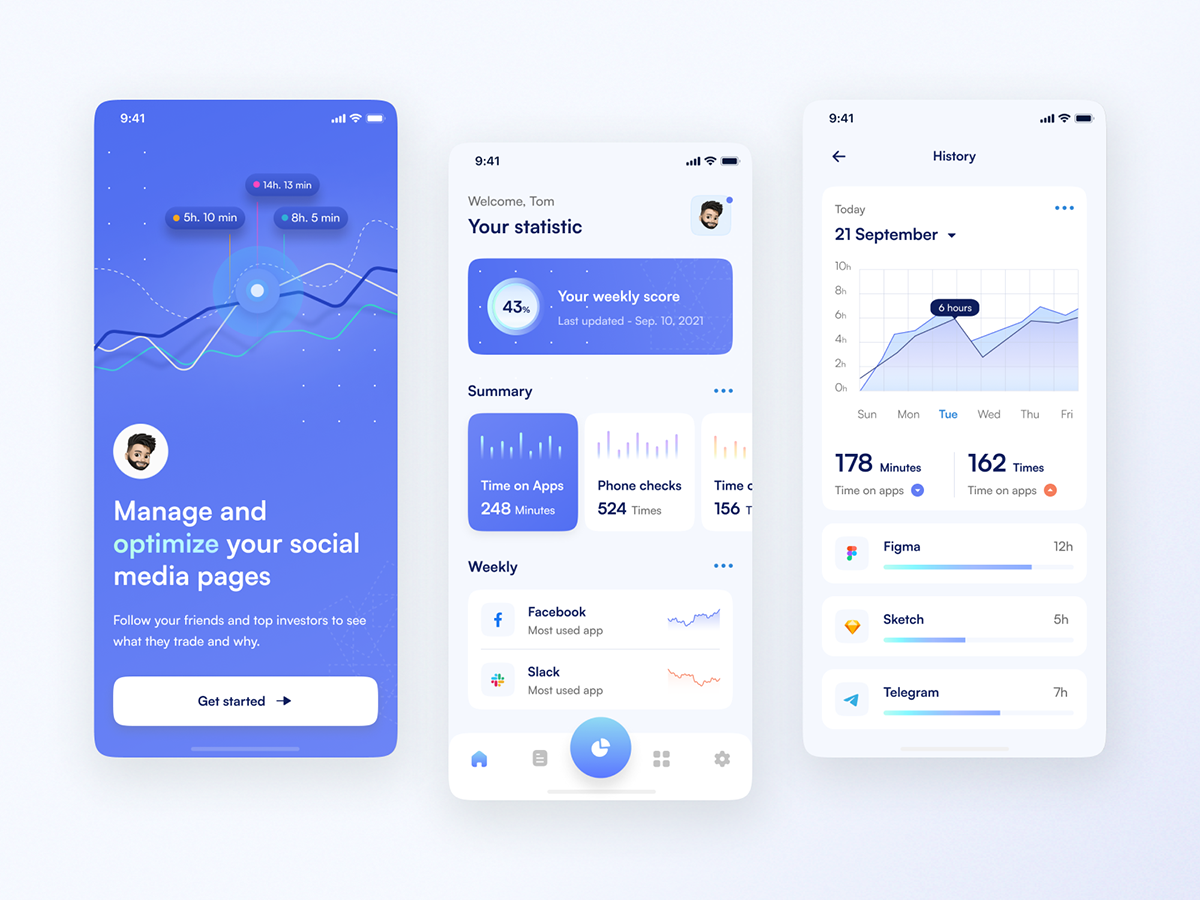 9:41
14h. 13 min
5h. 10 min
8h. 5 min
Manage and
optimize your social
media pages
Follow your friends and top investors to see
what they trade and why.
Get started
9:41
Welcome, Tom
Your statistic
43%
Your weekly score
Last updated - Sep. 10, 2021
Summary
Time on Apps
248 Minutes
Phone checks
524 Times
Time o
156 T
Weekly
Facebook
Most used app
Slack
Most used app
9:41
History
Today
21 September
10h
8h
6h
4h
2h
0h
6 hours
Sun Mon Tue Wed Thu Fri
178 Minutes
Time on apps
162 Times
Time on apps
Figma 12h
Sketch 5h
Telegram 7h